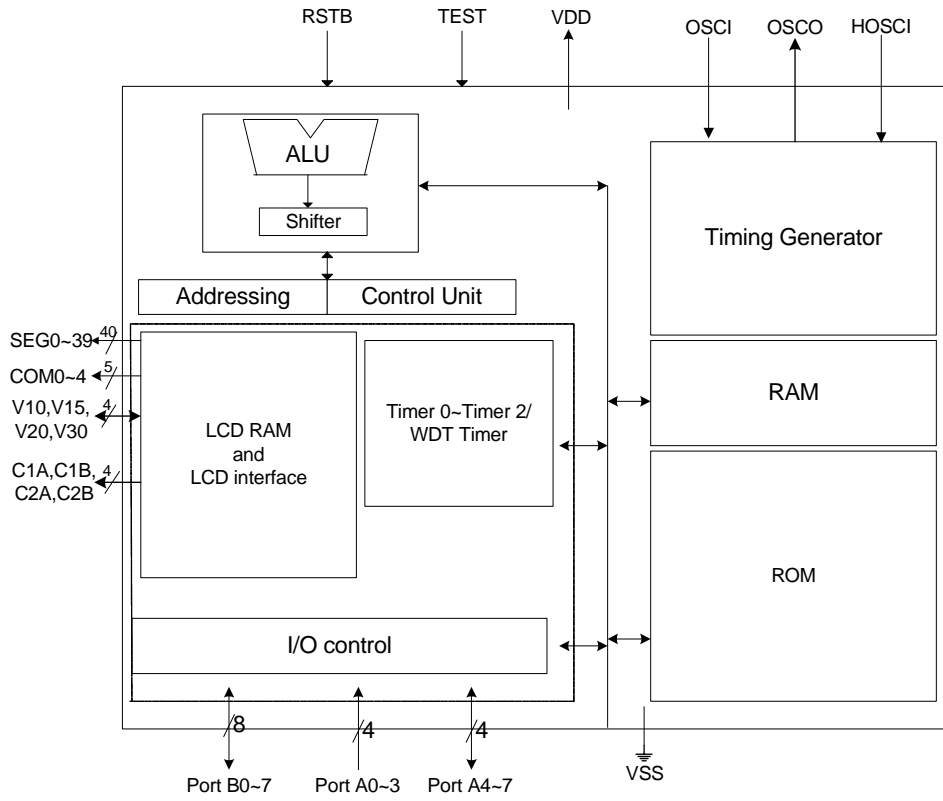 RSTB
TEST
VDD
OSCI
OSCO
HOSCI
ALU
Shifter
Timing Generator
Addressing
Control Unit
SEG0~39
40
COM0~4
5
V10,V15,
V20,V30
4
C1A,C1B,
C2A,C2B
4
LCD RAM
and
LCD interface
Timer 0~Timer 2/
WDT Timer
RAM
ROM
I/O control
8
4
4
Port B0~7
Port A0~3
Port A4~7
VSS